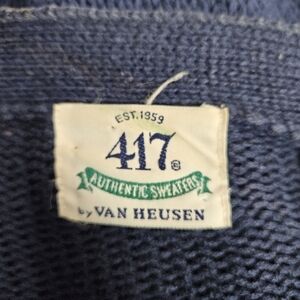 EST. 1959
417®
AUTHENTIC SWEATERS
by VAN HEUSEN